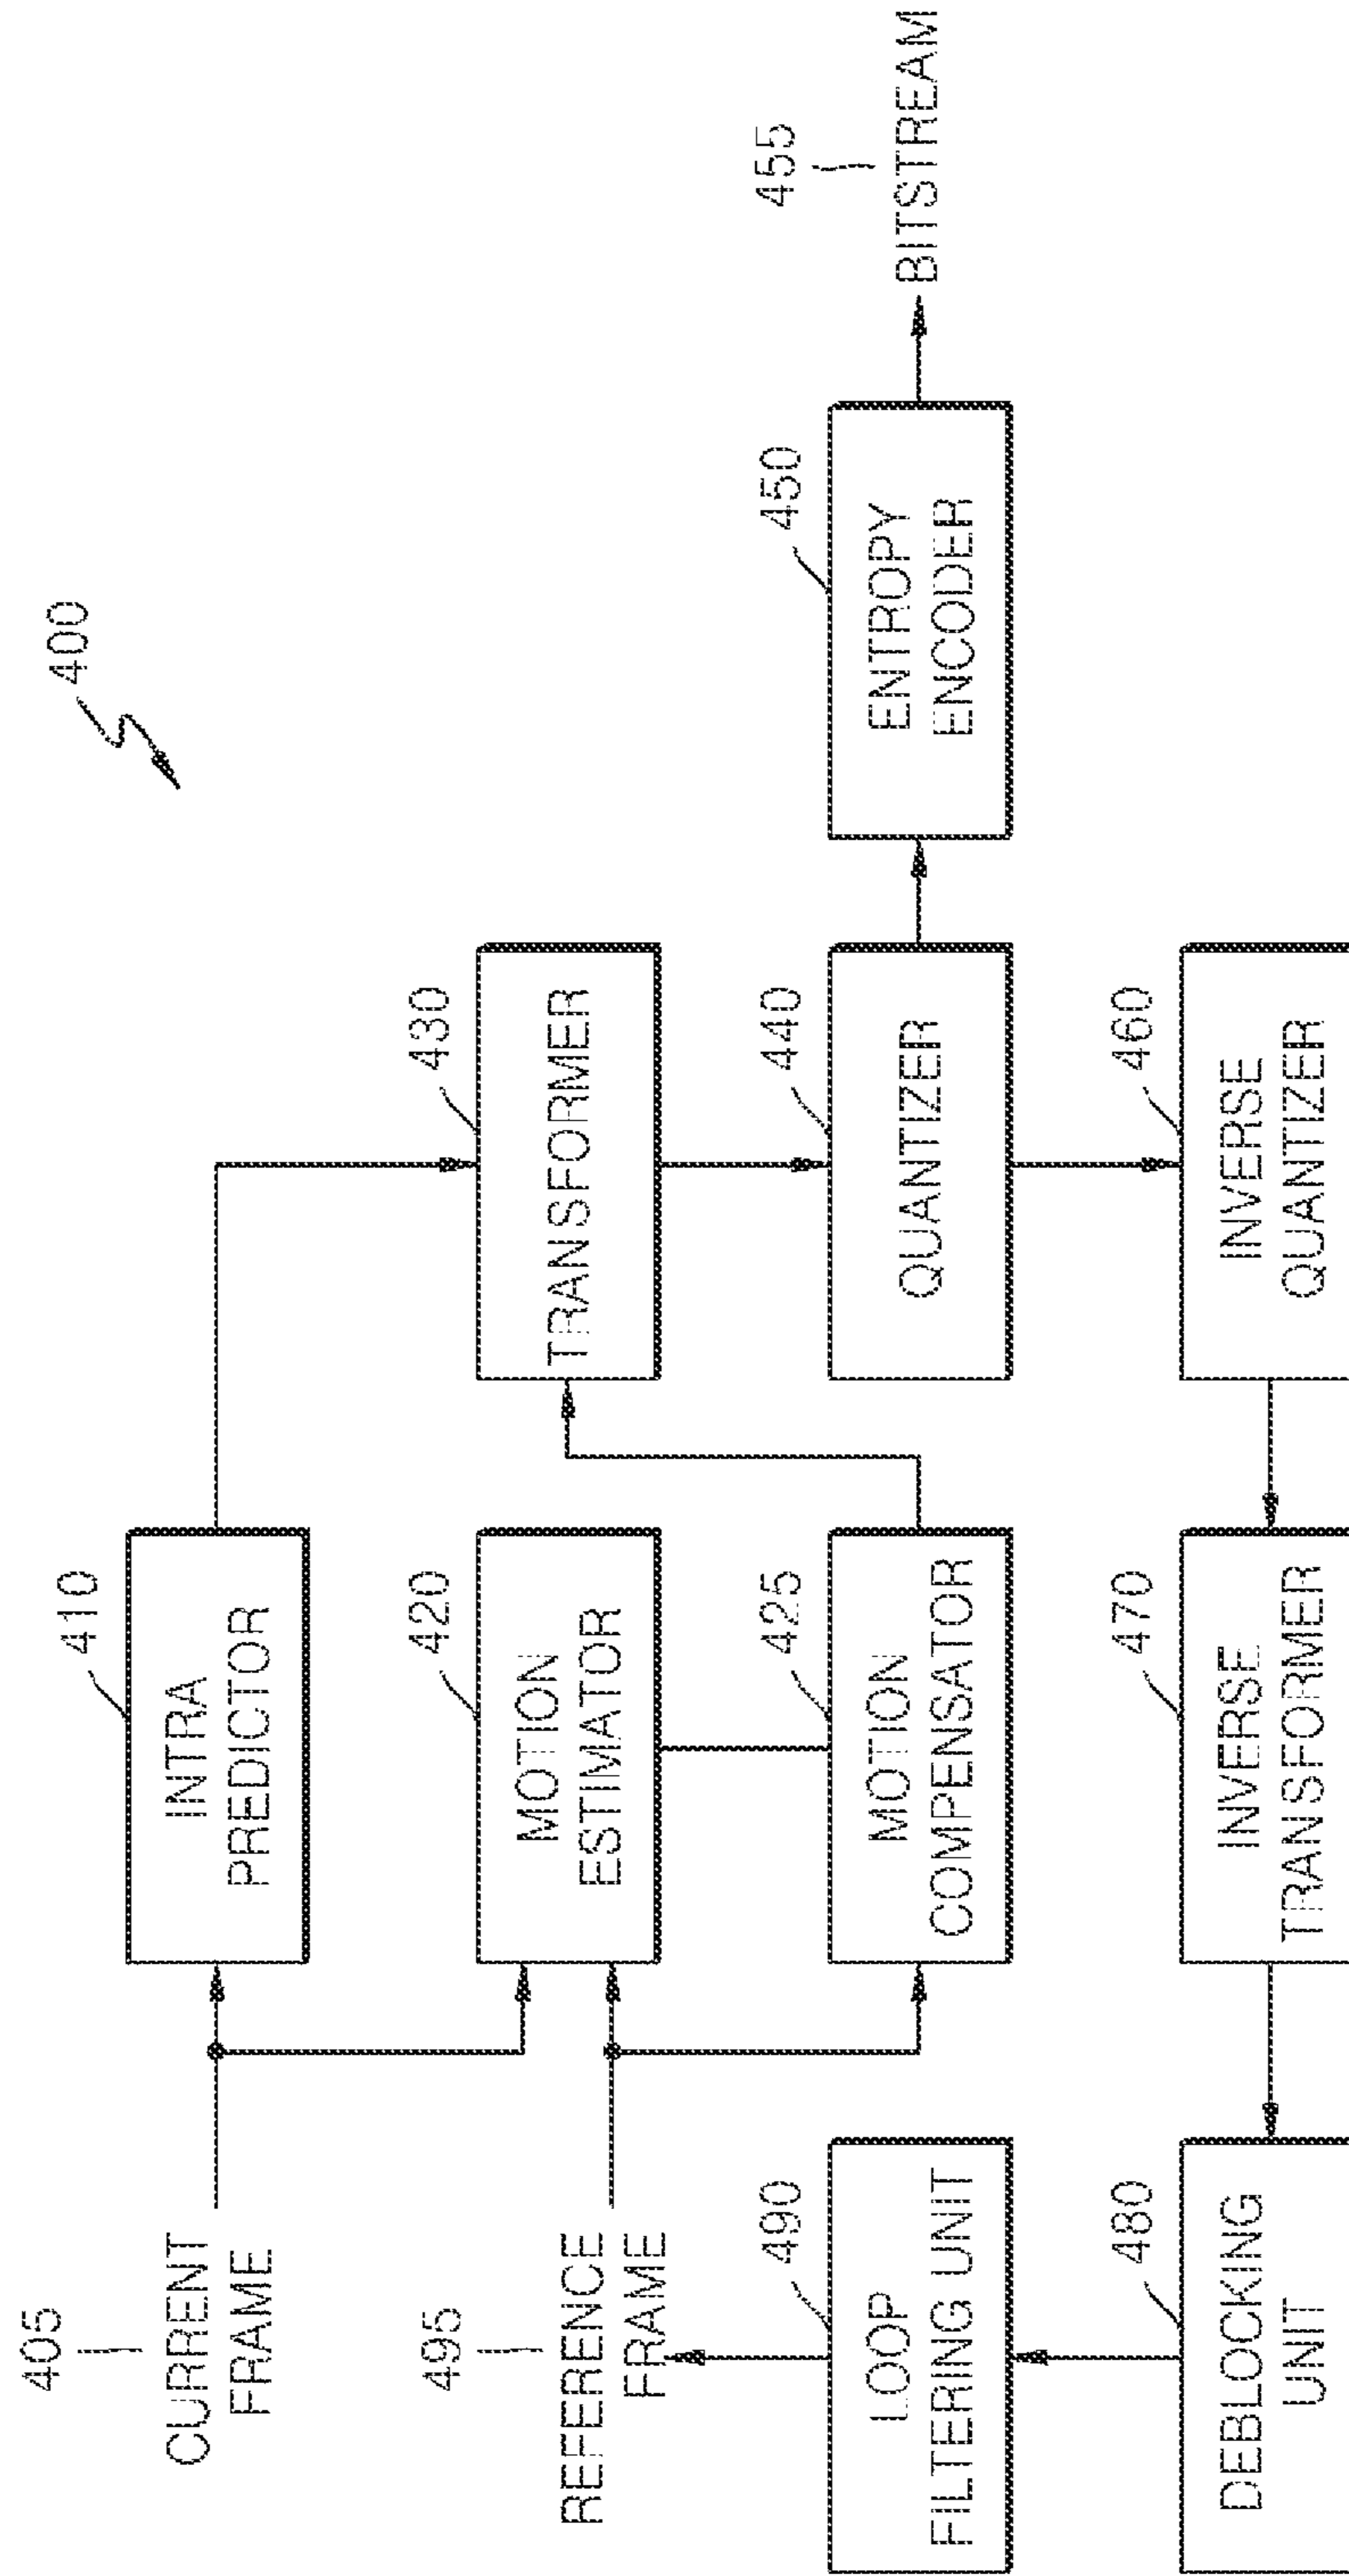 400
405
CURRENT
FRAME
410
INTRA
PREDICTOR
495
REFERENCE
FRAME
420
MOTION
ESTIMATOR
430
TRANSFORMER
490
LOOP
FILTERING UNIT
425
MOTION
COMPENSATOR
440
QUANTIZER
450
ENTROPY
ENCODER
455
BITSTREAM
480
DEBLOCKING
UNIT
470
INVERSE
TRANSFORMER
460
INVERSE
QUANTIZER